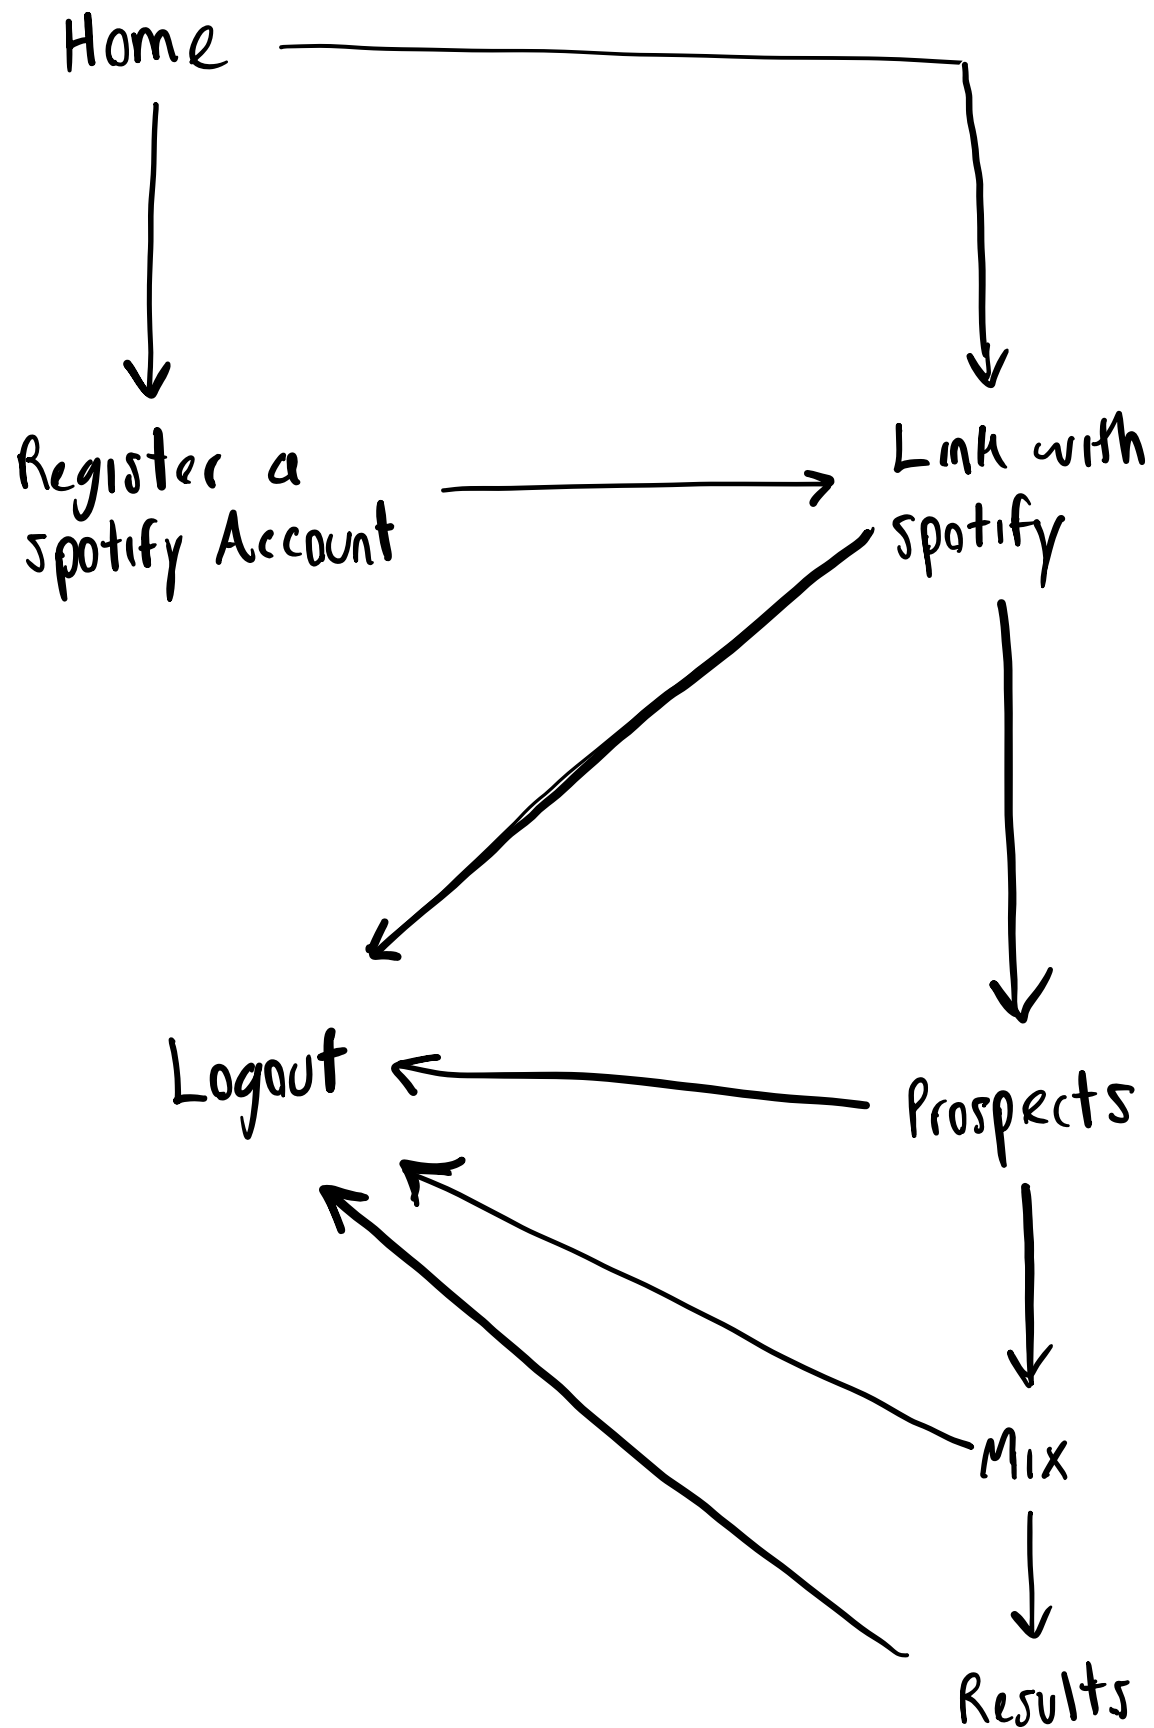 Home
Register a
spotify Account
Link with
spotify
Logout
Prospects
Mix
Results